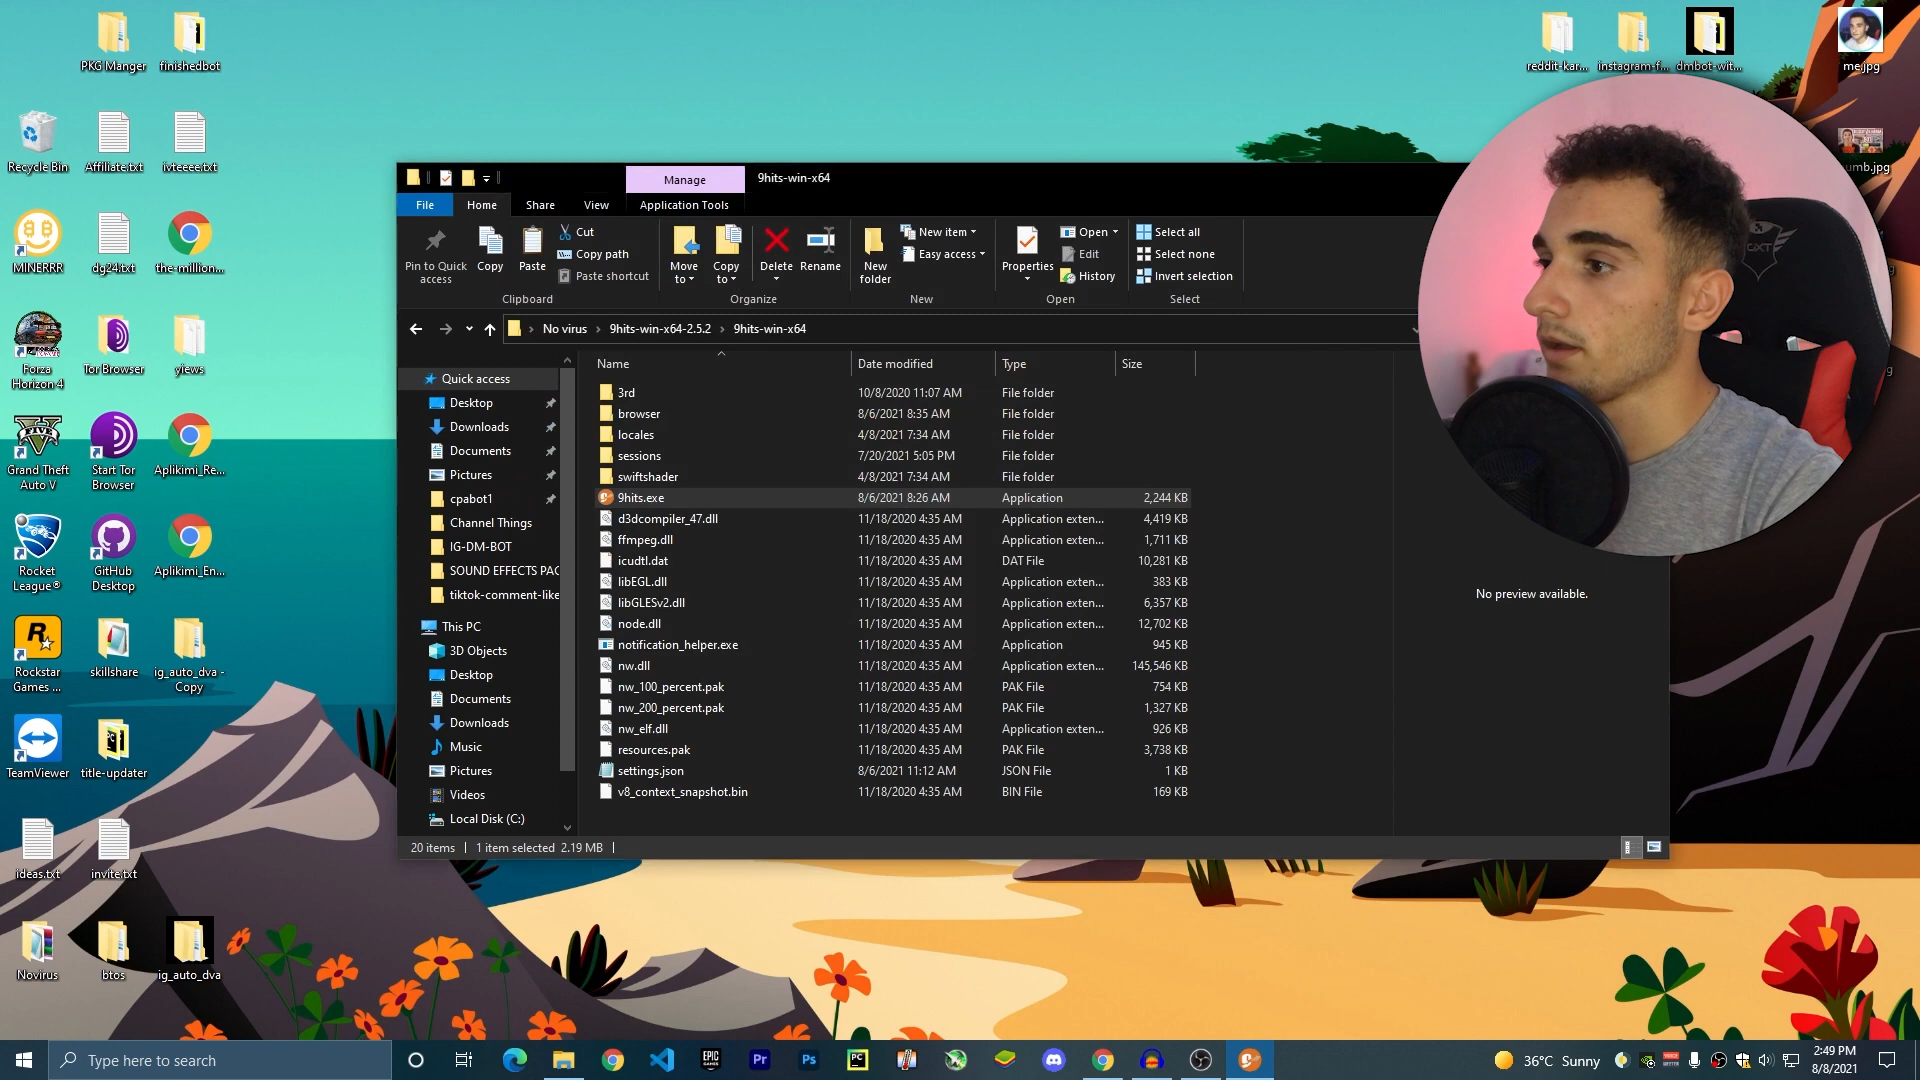 PKG Manger
finishedbot
Recycle Bin
Affiliate.txt
ivteeee.txt
MINERRR
dg24.txt
the-million...
Forza
Horizon 4
Tor Browser
yiews
Grand Theft
Auto V
Start Tor
Browser
Aplikimi_Re...
Rocket
League®
GitHub
Desktop
Aplikimi_En...
Rockstar
Games ...
skillshare
ig_auto_dva -
Copy
TeamViewer
title-updater
ideas.txt
invite.txt
Novirus
btos
ig_auto_dva
reddit-kar...
instagram-f...
dmbot-wit...
me.jpg
umb.jpg
Manage
9hits-win-x64
File
Home
Share
View
Application Tools
Pin to Quick
access
Copy
Paste
Cut
Copy path
Paste shortcut
Clipboard
Move
to
Copy
to
Delete
Rename
Organize
New
folder
New item
Easy access
New
Properties
Open
Edit
History
Open
Select all
Select none
Invert selection
Select
No virus > 9hits-win-x64-2.5.2 > 9hits-win-x64
Quick access
Desktop
Downloads
Documents
Pictures
cpabot1
Channel Things
IG-DM-BOT
SOUND EFFECTS PAC
tiktok-comment-like
This PC
3D Objects
Desktop
Documents
Downloads
Music
Pictures
Videos
Local Disk (C:)
Name Date modified Type Size
3rd 10/8/2020 11:07 AM File folder
browser 8/6/2021 8:35 AM File folder
locales 4/8/2021 7:34 AM File folder
sessions 7/20/2021 5:05 PM File folder
swiftshader 4/8/2021 7:34 AM File folder
9hits.exe 8/6/2021 8:26 AM Application 2,244 KB
d3dcompiler_47.dll 11/18/2020 4:35 AM Application exten... 4,419 KB
ffmpeg.dll 11/18/2020 4:35 AM Application exten... 1,711 KB
icudtl.dat 11/18/2020 4:35 AM DAT File 10,281 KB
libEGL.dll 11/18/2020 4:35 AM Application exten... 383 KB
libGLESv2.dll 11/18/2020 4:35 AM Application exten... 6,357 KB
node.dll 11/18/2020 4:35 AM Application exten... 12,702 KB
notification_helper.exe 11/18/2020 4:35 AM Application 945 KB
nw.dll 11/18/2020 4:35 AM Application exten... 145,546 KB
nw_100_percent.pak 11/18/2020 4:35 AM PAK File 754 KB
nw_200_percent.pak 11/18/2020 4:35 AM PAK File 1,327 KB
nw_elf.dll 11/18/2020 4:35 AM Application exten... 926 KB
resources.pak 11/18/2020 4:35 AM PAK File 3,738 KB
settings.json 8/6/2021 11:12 AM JSON File 1 KB
v8_context_snapshot.bin 11/18/2020 4:35 AM BIN File 169 KB
No preview available.
20 items 1 item selected 2.19 MB
Type here to search
36°C Sunny
2:49 PM
8/8/2021